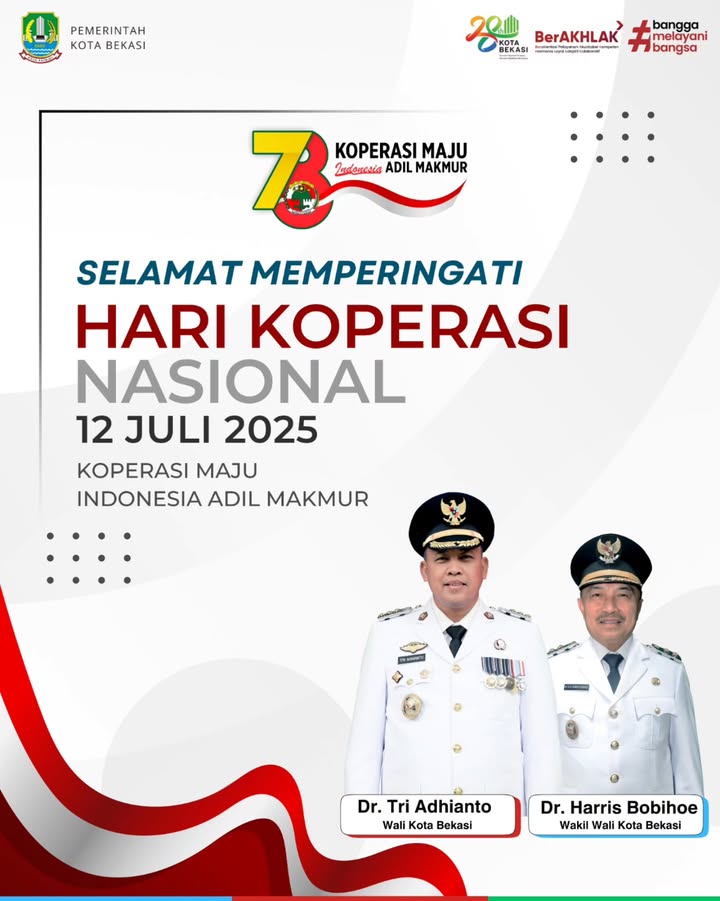 PEMERINTAH
KOTA BEKASI
28 KOTA
BEKASI
BerAKHLAK
#bangga
melayani
bangsa
78 KOPERASI MAJU
Indonesia ADIL MAKMUR
SELAMAT MEMPERINGATI
HARI KOPERASI
NASIONAL
12 JULI 2025
KOPERASI MAJU
INDONESIA ADIL MAKMUR
Dr. Tri Adhianto
Wali Kota Bekasi
Dr. Harris Bobihoe
Wakil Wali Kota Bekasi